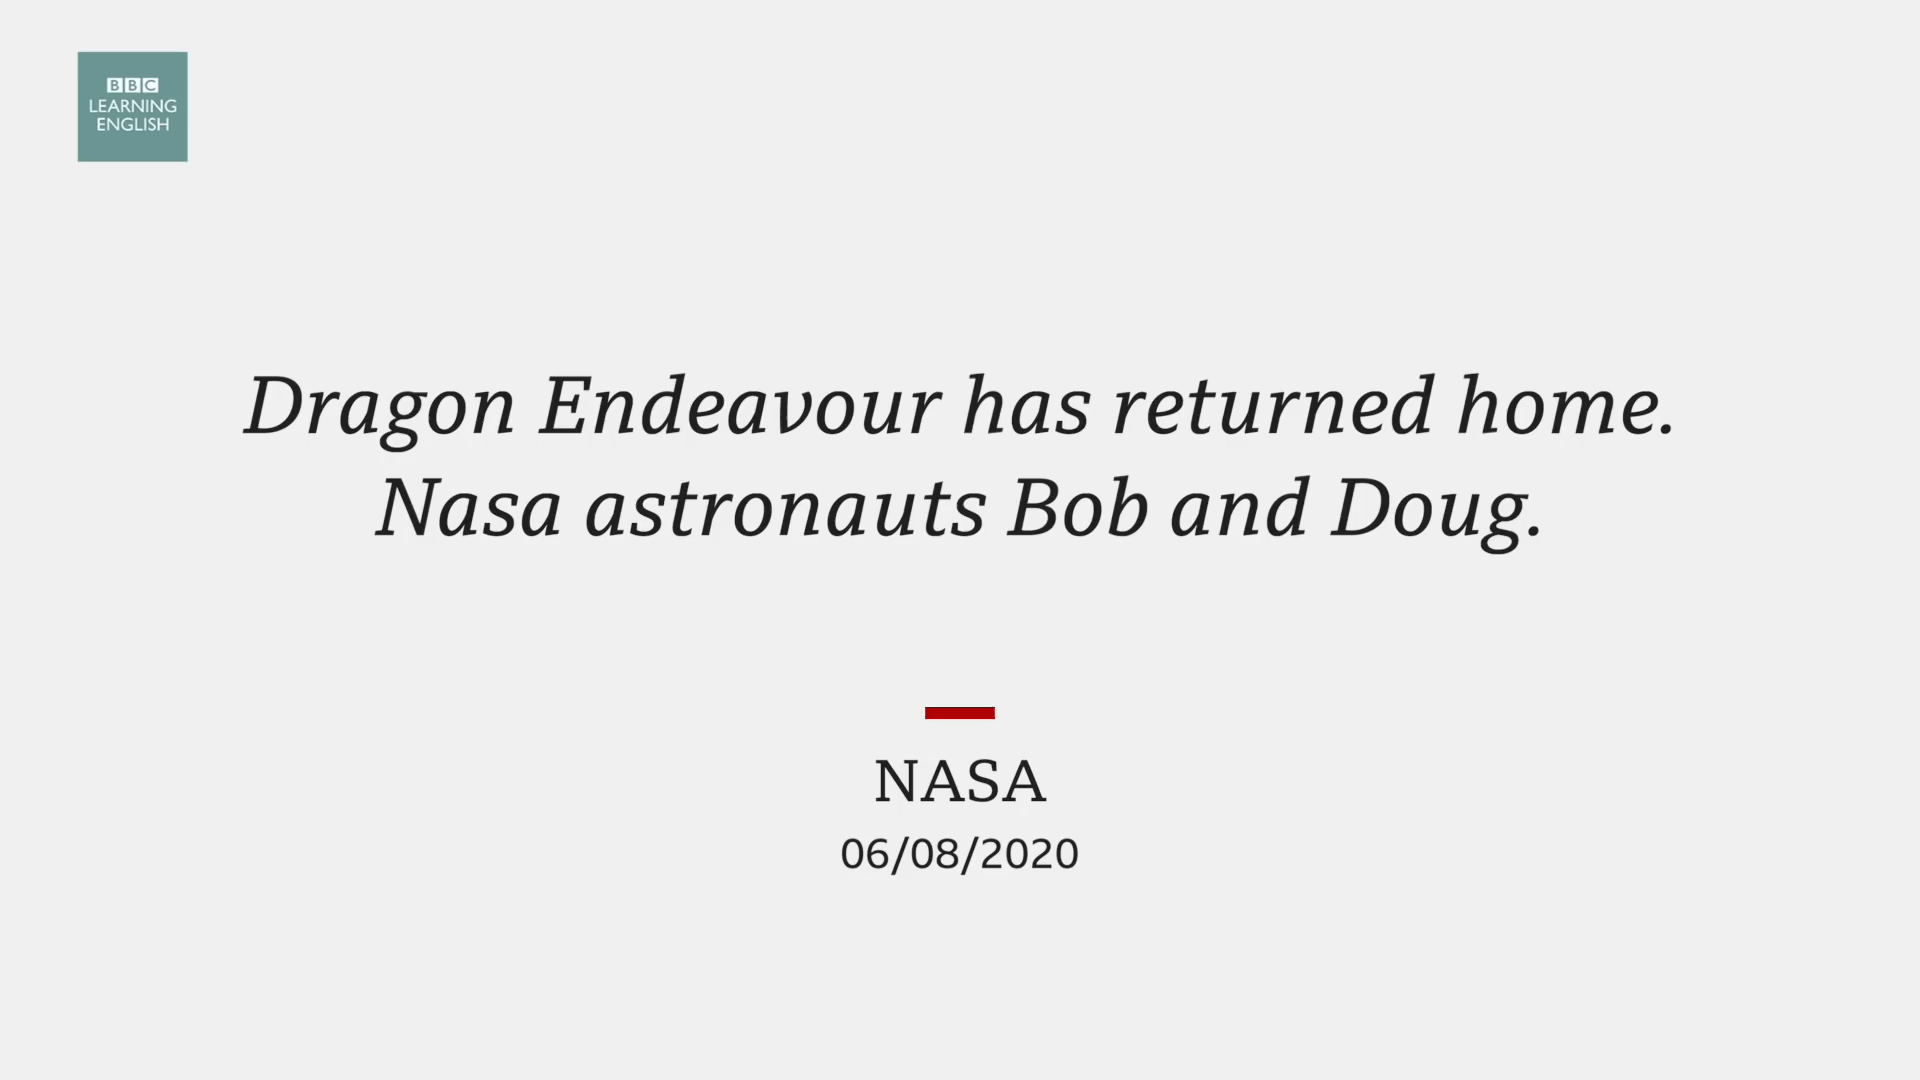 BBC
LEARNING
ENGLISH
Dragon Endeavour has returned home.
Nasa astronauts Bob and Doug.
NASA
06/08/2020